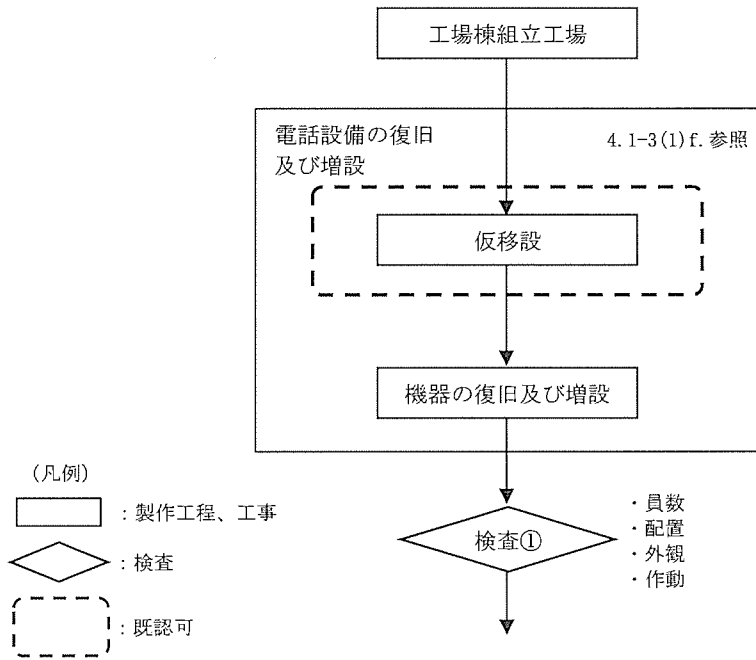 工場棟組立工場
電話設備の復旧
及び増設
4.1-3(1)f.参照
仮移設
機器の復旧及び増設
検査①
・員数
・配置
・外観
・作動
(凡例)
：製作工程、工事
：検査
：既認可